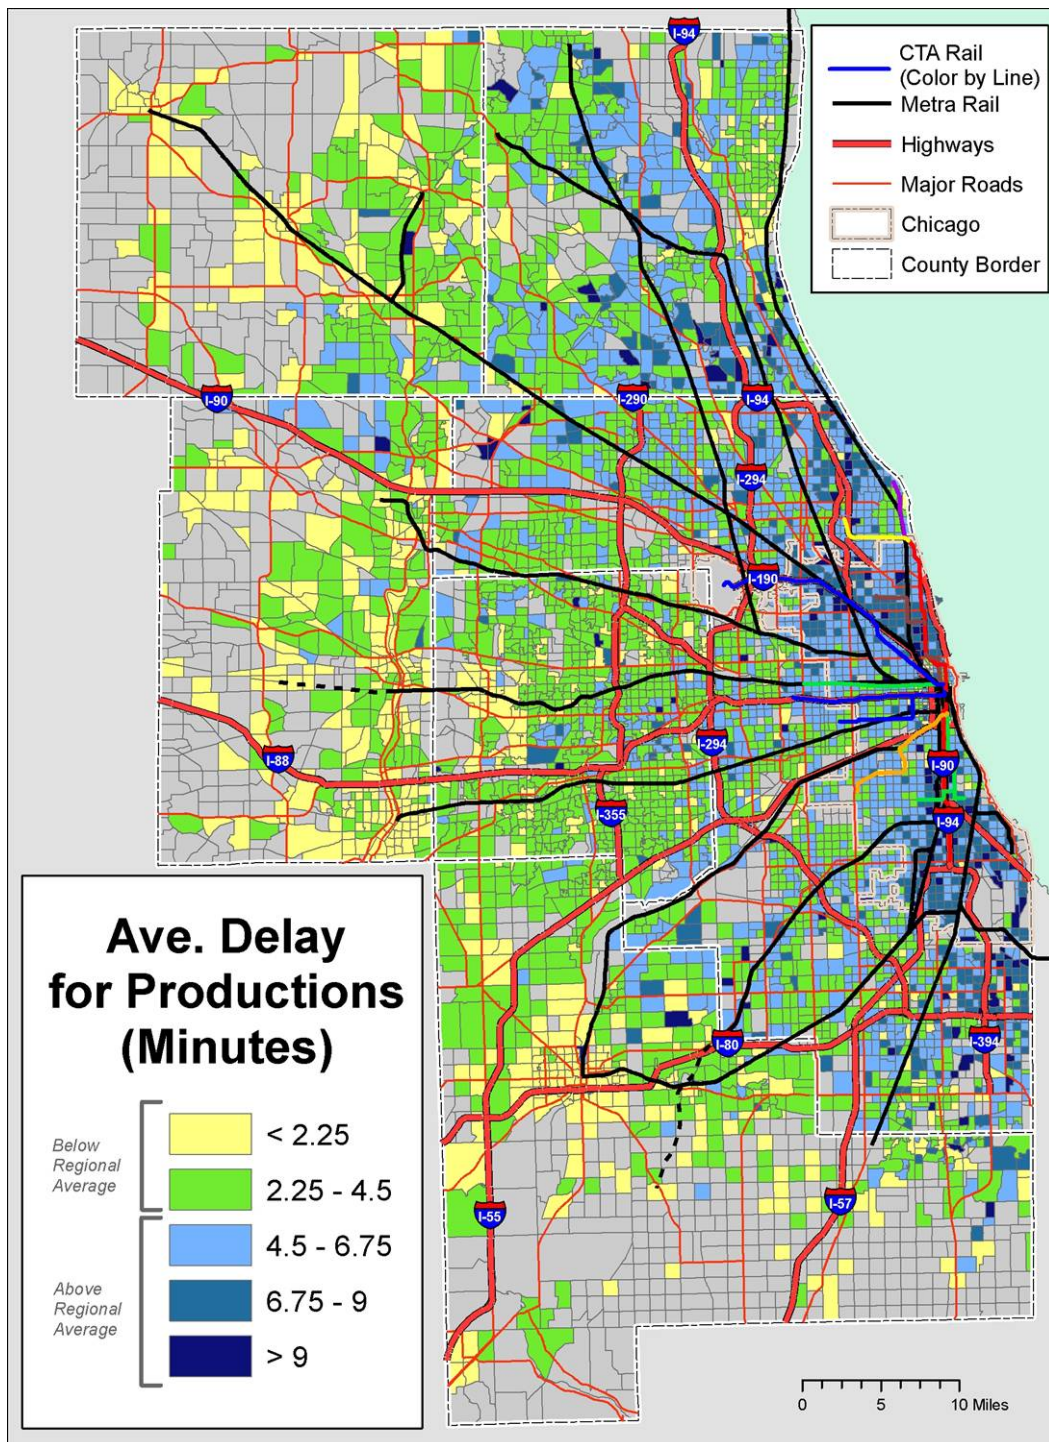 I-94
CTA Rail
(Color by Line)
Metra Rail
Highways
Major Roads
Chicago
County Border
I-90
I-290
I-94
I-294
I-190
I-88
I-294
I-355
I-90
I-94
I-80
I-394
I-55
I-57
Ave. Delay
for Productions
(Minutes)
Below
Regional
Average
< 2.25
2.25 - 4.5
Above
Regional
Average
4.5 - 6.75
6.75 - 9
> 9
0 5 10 Miles